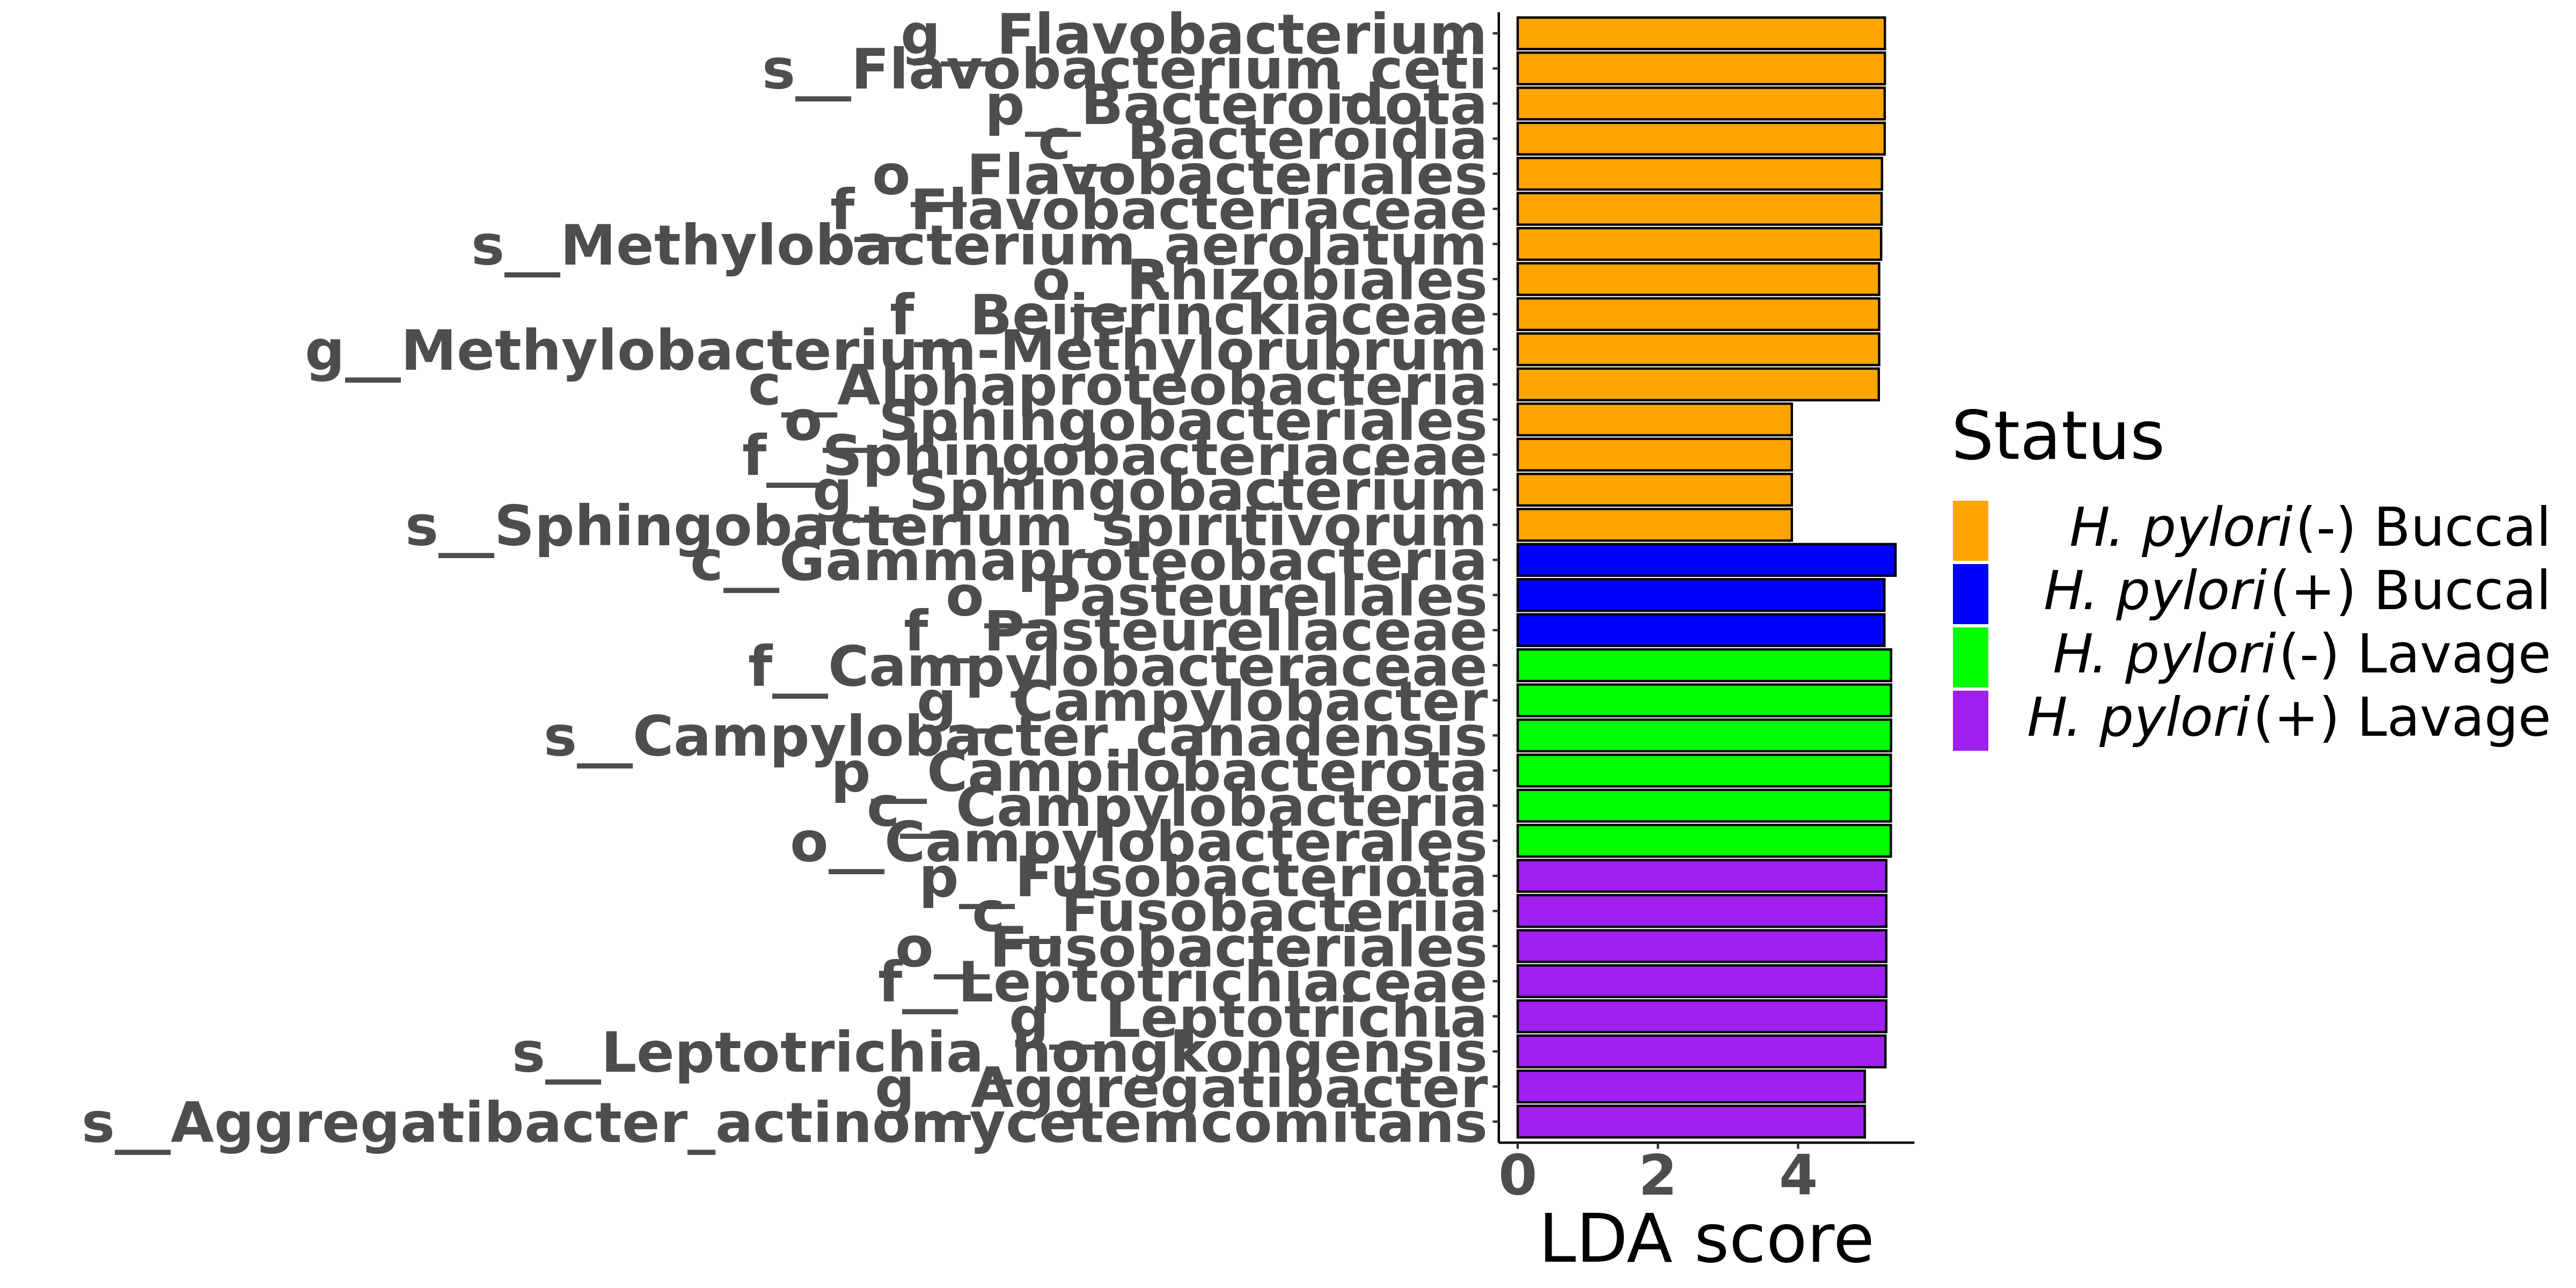 g__Flavobacterium
s__Flavobacterium_ceti
p__Bacteroidota
c__Bacteroidia
o__Flavobacteriales
f__Flavobacteriaceae
s__Methylobacterium_aerolatum
o__Rhizobiales
f__Beijerinckiaceae
g__Methylobacterium-Methylorubrum
c__Alphaproteobacteria
o__Sphingobacteriales
f__Sphingobacteriaceae
g__Sphingobacterium
s__Sphingobacterium_spiritivorum
c__Gammaproteobacteria
o__Pasteurellales
f__Pasteurellaceae
f__Campylobacteraceae
g__Campylobacter
s__Campylobacter_canadensis
p__Campilobacterota
c__Campylobacteria
o__Campylobacterales
p__Fusobacteriota
c__Fusobacteriia
o__Fusobacteriales
f__Leptotrichiaceae
g__Leptotrichia
s__Leptotrichia_hongkongensis
g__Aggregatibacter
s__Aggregatibacter_actinomycetemcomitans
0 2 4
LDA score
Status
H. pylori(-) Buccal
H. pylori(+) Buccal
H. pylori(-) Lavage
H. pylori(+) Lavage